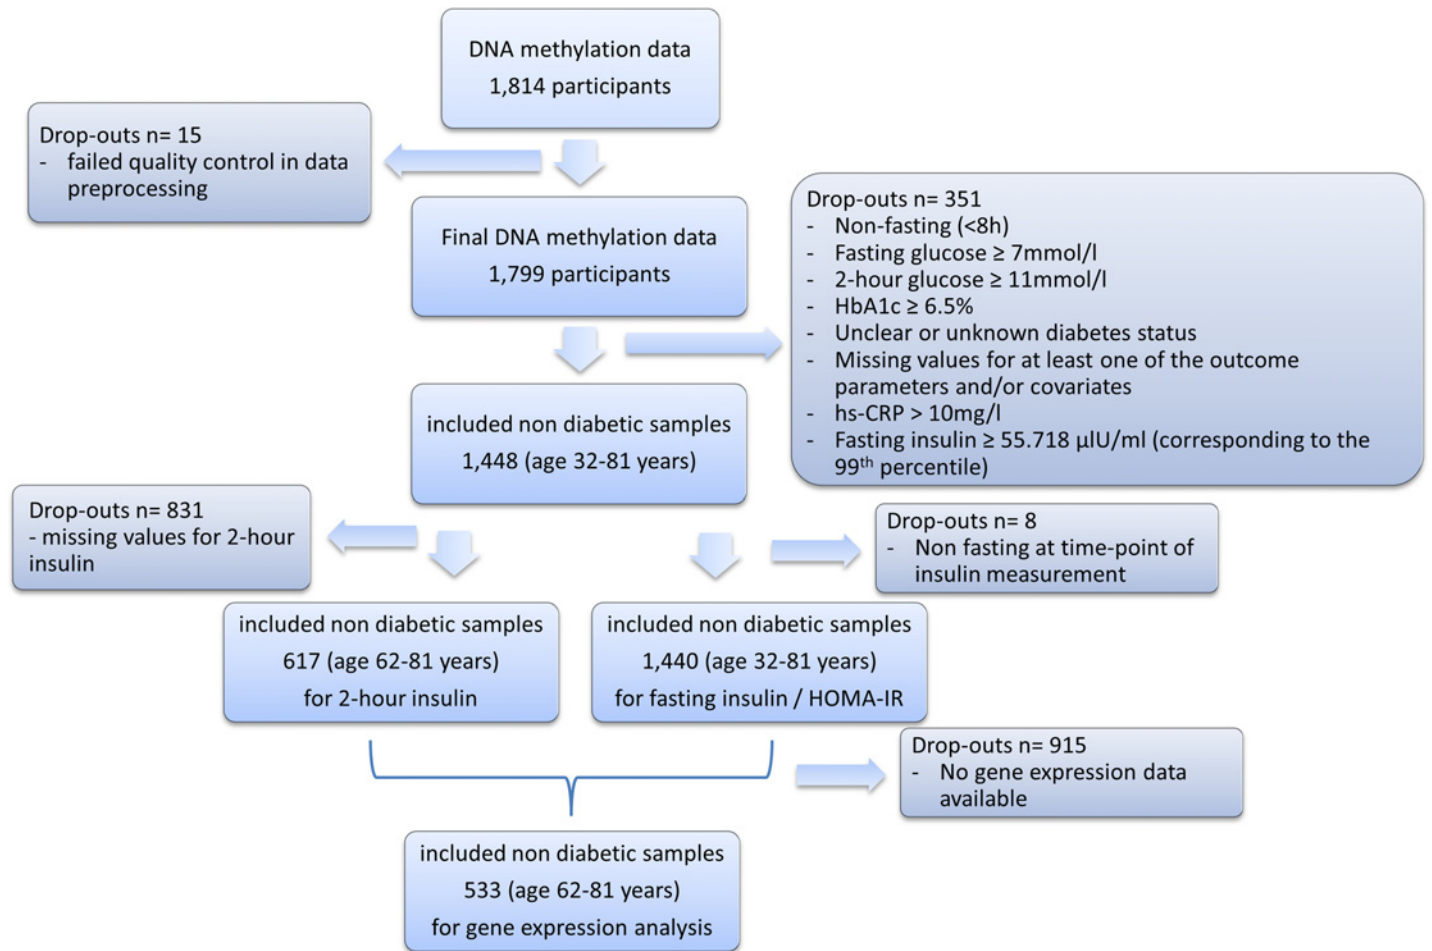 DNA methylation data
1,814 participants
Drop-outs n= 15
- failed quality control in data
preprocessing
Final DNA methylation data
1,799 participants
Drop-outs n= 351
- Non-fasting (<8h)
- Fasting glucose ≥ 7mmol/l
- 2-hour glucose ≥ 11mmol/l
- HbA1c ≥ 6.5%
- Unclear or unknown diabetes status
- Missing values for at least one of the outcome
parameters and/or covariates
- hs-CRP > 10mg/l
- Fasting insulin ≥ 55.718 µlU/ml (corresponding to the
99th percentile)
included non diabetic samples
1,448 (age 32-81 years)
Drop-outs n= 831
- missing values for 2-hour
insulin
Drop-outs n= 8
- Non fasting at time-point of
insulin measurement
included non diabetic samples
617 (age 62-81 years)
for 2-hour insulin
included non diabetic samples
1,440 (age 32-81 years)
for fasting insulin / HOMA-IR
Drop-outs n= 915
- No gene expression data
available
included non diabetic samples
533 (age 62-81 years)
for gene expression analysis